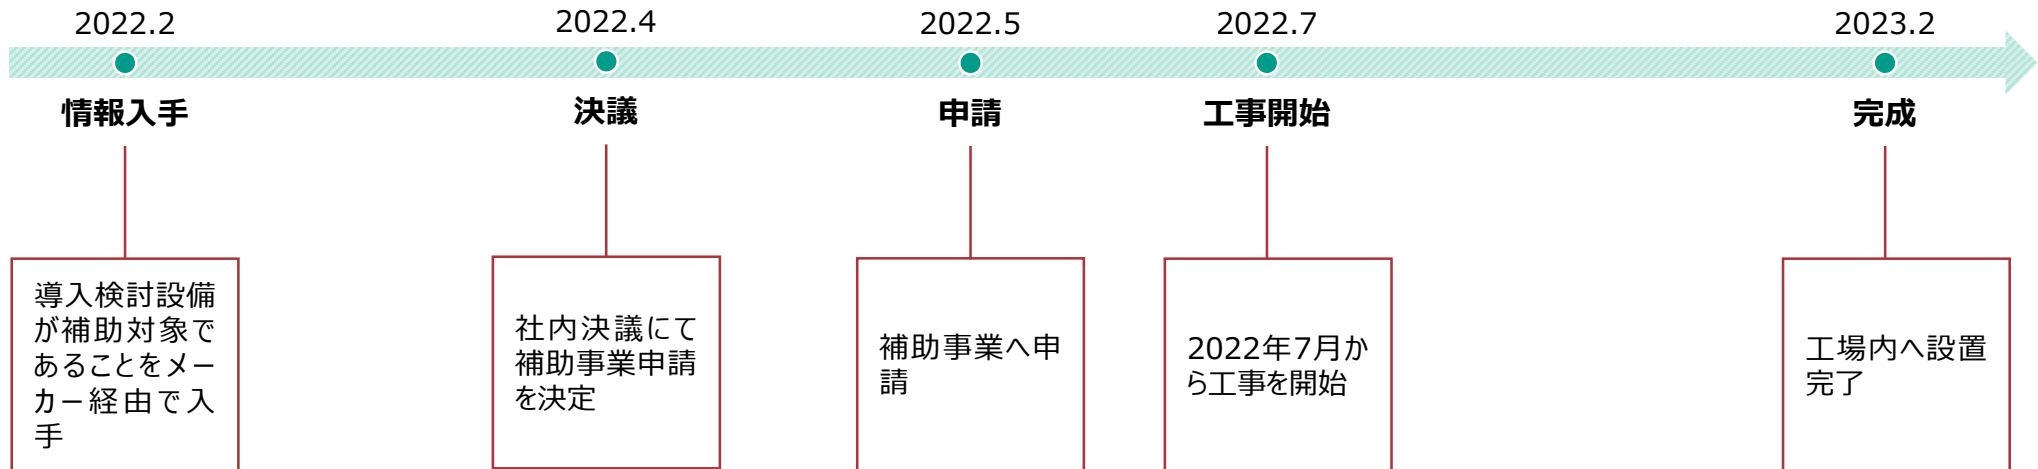 2022.2
2022.4
2022.5
2022.7
2023.2
情報入手
決議
申請
工事開始
完成
導入検討設備
が補助対象で
あることをメー
カー経由で入
手
社内決議にて
補助事業申請
を決定
補助事業へ申
請
2022年7月か
ら工事を開始
工場内へ設置
完了